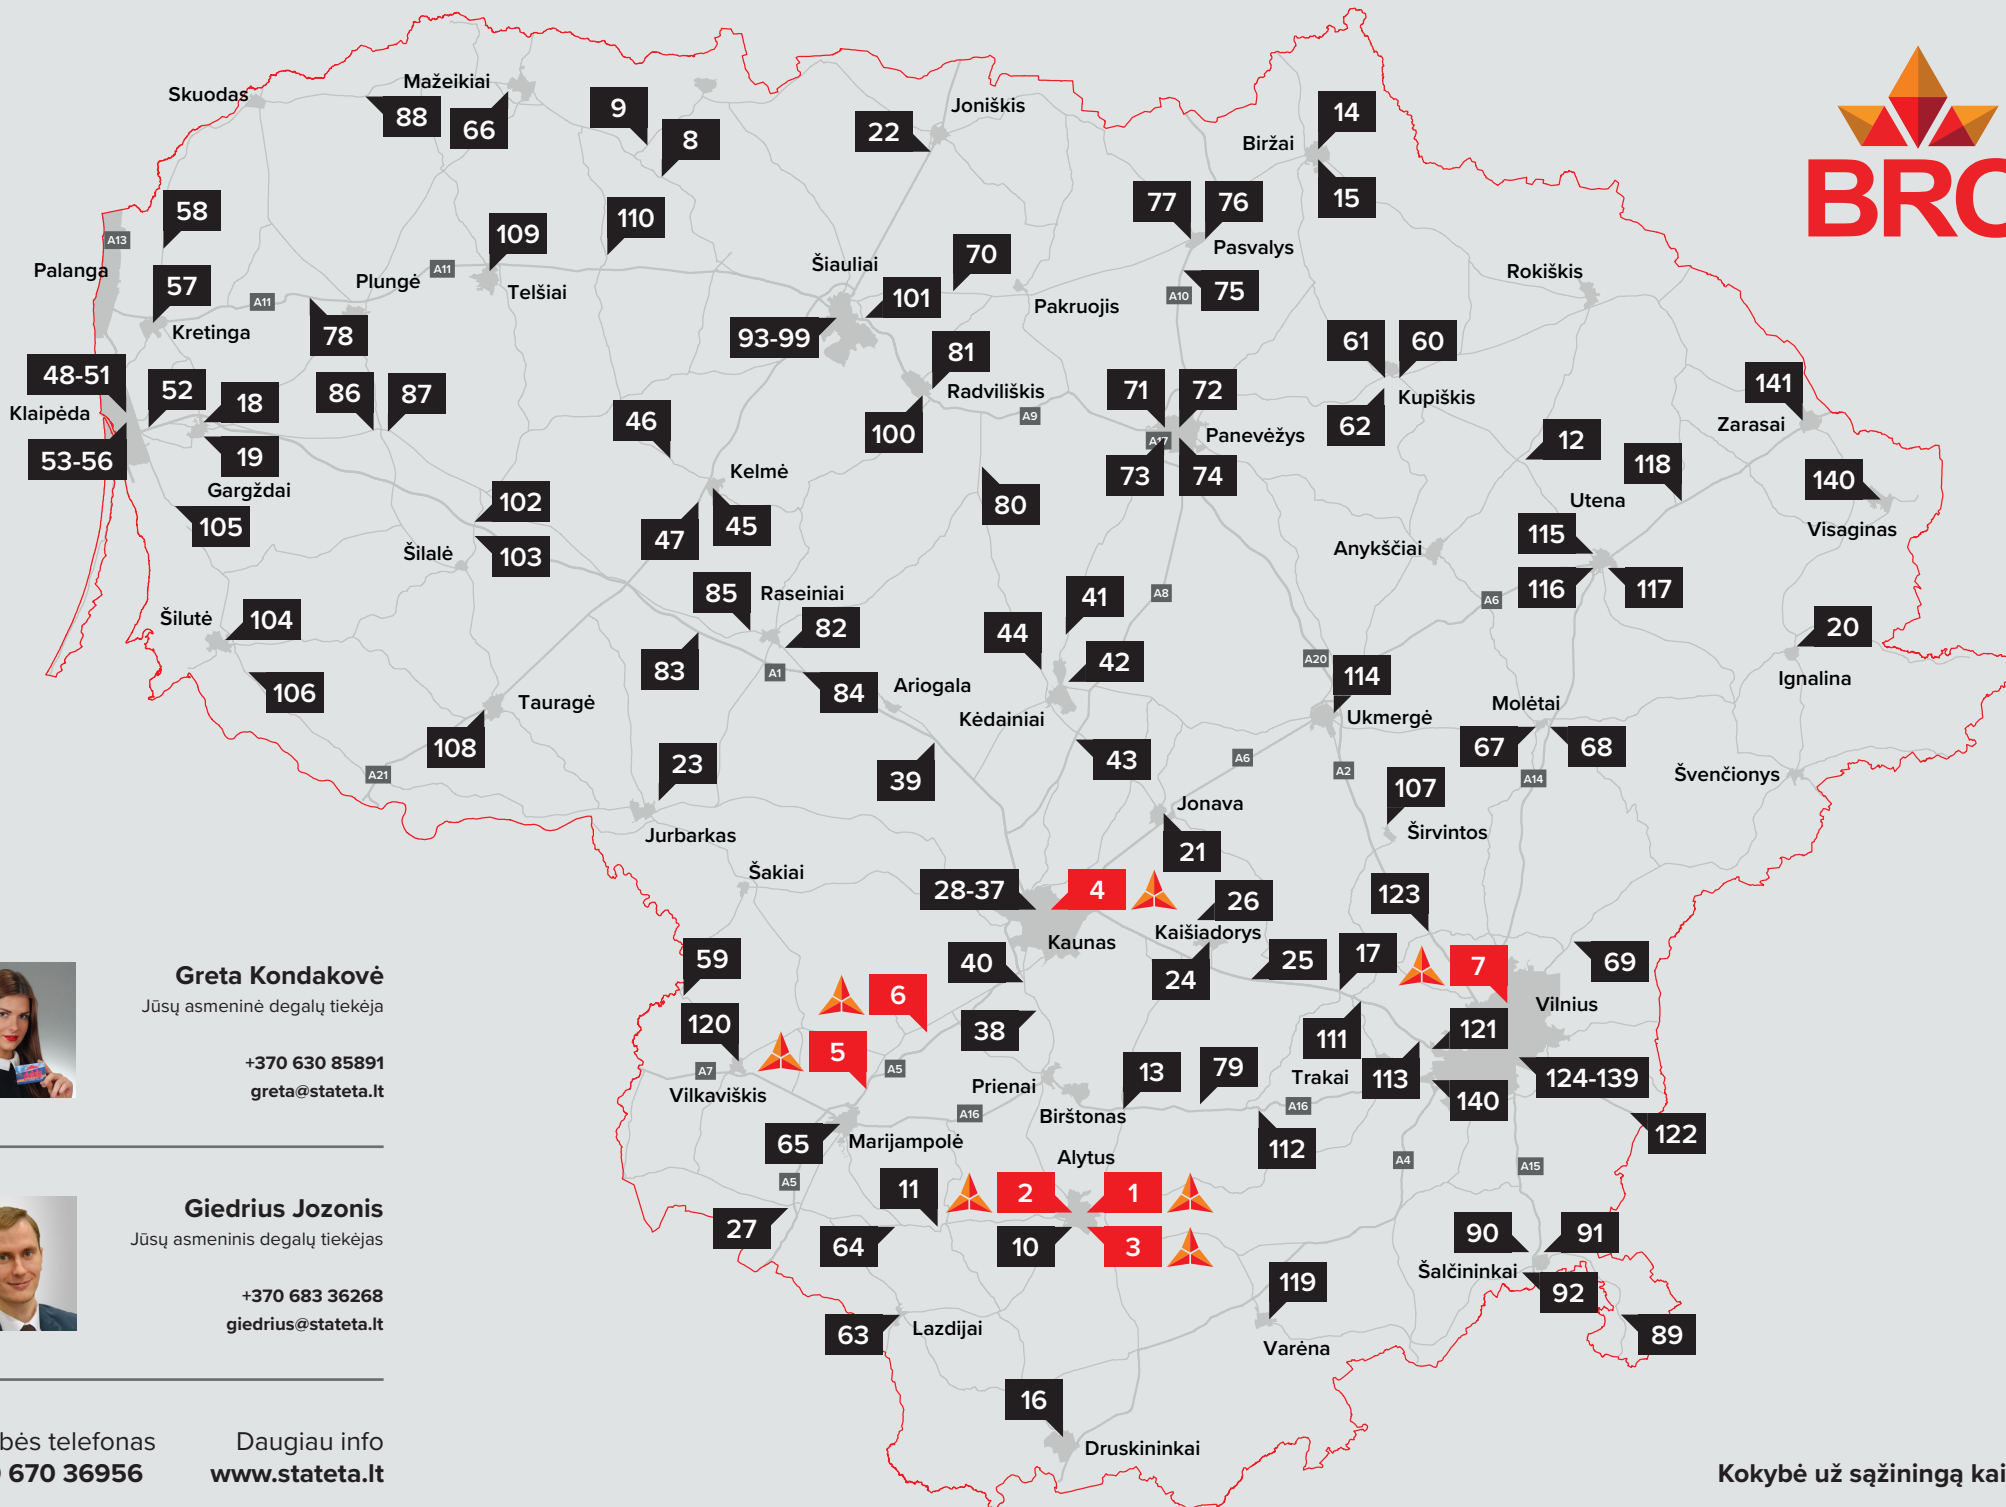 Skuodas
Mažeikiai
88
66
9
8
22
Joniškis
14
Biržai
15
BRO
58
A13
Palanga
57
A11
Kretinga
Plungė
A11
78
109
Telšiai
110
Šiauliai
70
101
93-99
Pakruojis
77
76
Pasvalys
A10
75
Rokiškis
48-51
52
18
Klaipėda
53-56
19
Gargždai
105
86
87
46
81
Radviliškis
100
A9
71
72
A17
Panevėžys
73
74
61
60
Kupiškis
62
141
Zarasai
12
118
140
Visaginas
Kelmė
45
47
80
102
Šilalė
103
Anykščiai
Utena
115
116
117
A6
Šilutė
104
106
85
Raseiniai
82
83
A1
84
Ariogala
41
44
42
Kėdainiai
A8
43
39
A20
114
Ukmergė
Molėtai
67
68
A14
20
Ignalina
Švenčionys
Tauragė
108
A21
23
Jurbarkas
A6
A2
107
Širvintos
Jonava
21
Šakiai
28-37
4
Kaunas
26
Kaišiadorys
24
25
123
17
7
69
Vilnius
59
40
6
38
120
5
A7
Vilkaviškis
A5
121
111
Trakai
113
124-139
140
122
Prienai
13
79
A16
Birštonas
A16
112
65
Marijampolė
A5
27
11
64
Alytus
2
1
10
3
A4
A15
90
91
Šalčininkai
92
89
119
Varėna
63
Lazdijai
16
Druskininkai
Greta Kondakovė
Jūsų asmeninė degalų tiekėja
+370 630 85891
greta@stateta.lt
Giedrius Jozonis
Jūsų asmeninis degalų tiekėjas
+370 683 36268
giedrius@stateta.lt
bės telefonas
670 36956
Daugiau info
www.stateta.lt
Kokybė už sąžiningą kai